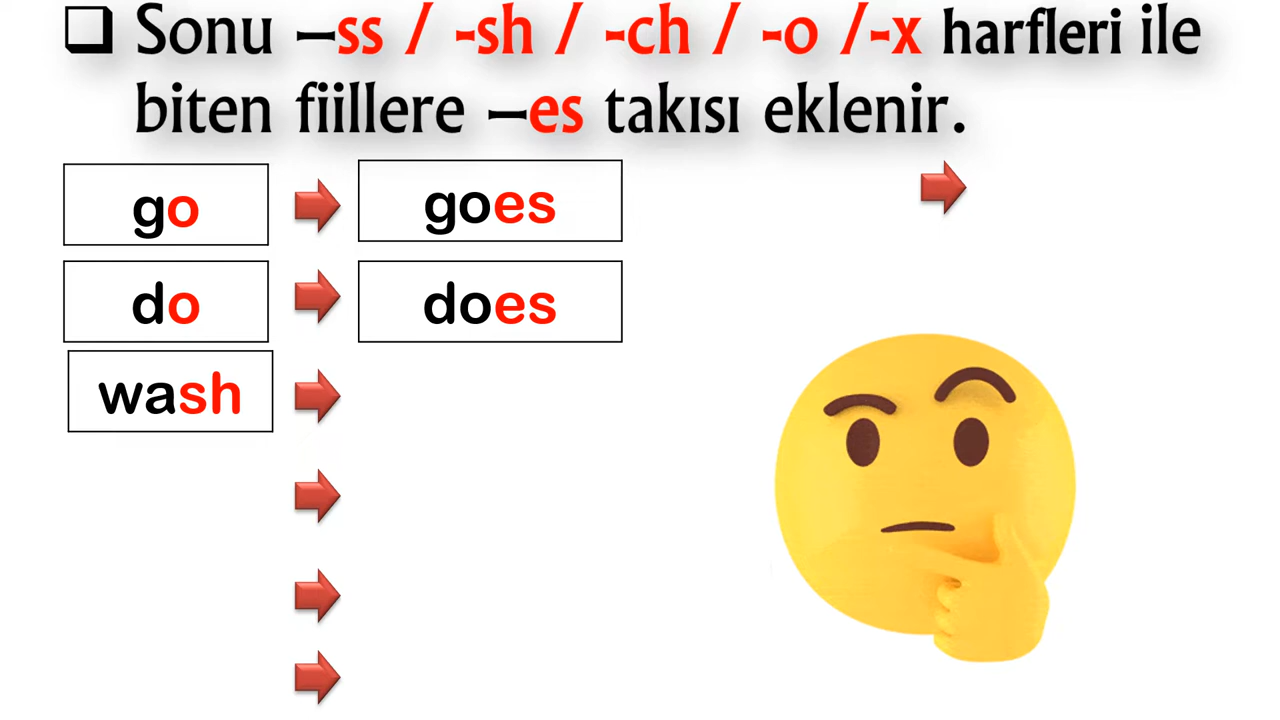 ❑ Sonu –ss / -sh / -ch / -o /-x harfleri ile
biten fiillere –es takısı eklenir.
go goes
do does
wash